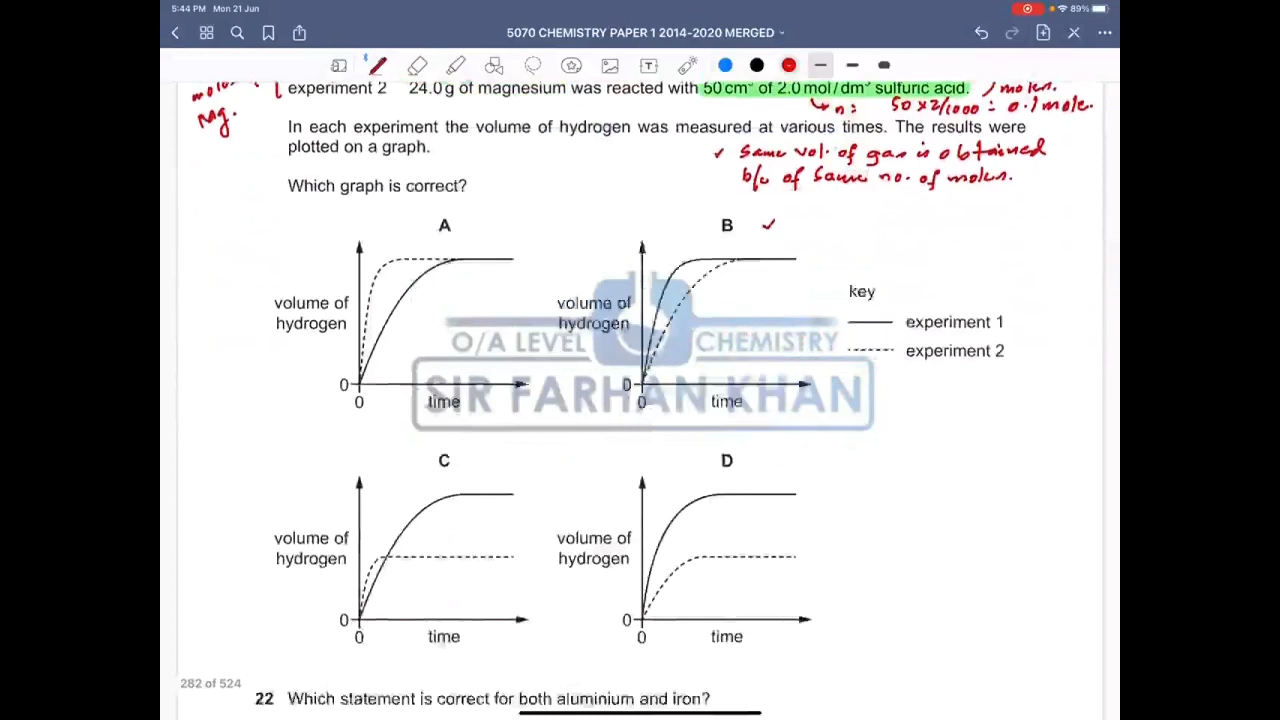 5:44 PM Mon 21 Jun
89%
5070 CHEMISTRY PAPER 1 2014-2020 MERGED
experiment 2 24.0 g of magnesium was reacted with 50 cm³ of 2.0 mol/dm³ sulfuric acid.
moles.
n = 50×2/1000 = 0.1 mole.
Mg.
In each experiment the volume of hydrogen was measured at various times. The results were
plotted on a graph.
✓ same vol. of gas is obtained
b/c of same no. of moles.
Which graph is correct?
A
B ✓
volume of
hydrogen
0
0
time
volume of
hydrogen
0
0
time
key
experiment 1
experiment 2
O/A LEVEL CHEMISTRY
SIR FARHAN KHAN
C
D
volume of
hydrogen
0
0
time
volume of
hydrogen
0
0
time
282 of 524
22 Which statement is correct for both aluminium and iron?